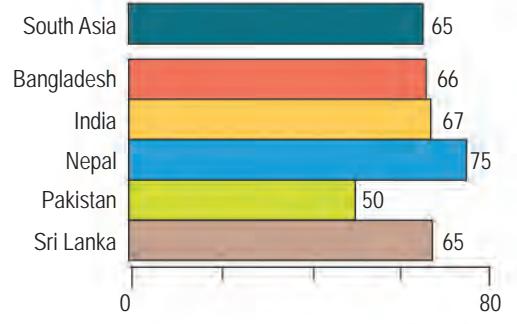 South Asia 65
Bangladesh 66
India 67
Nepal 75
Pakistan 50
Sri Lanka 65
0 80